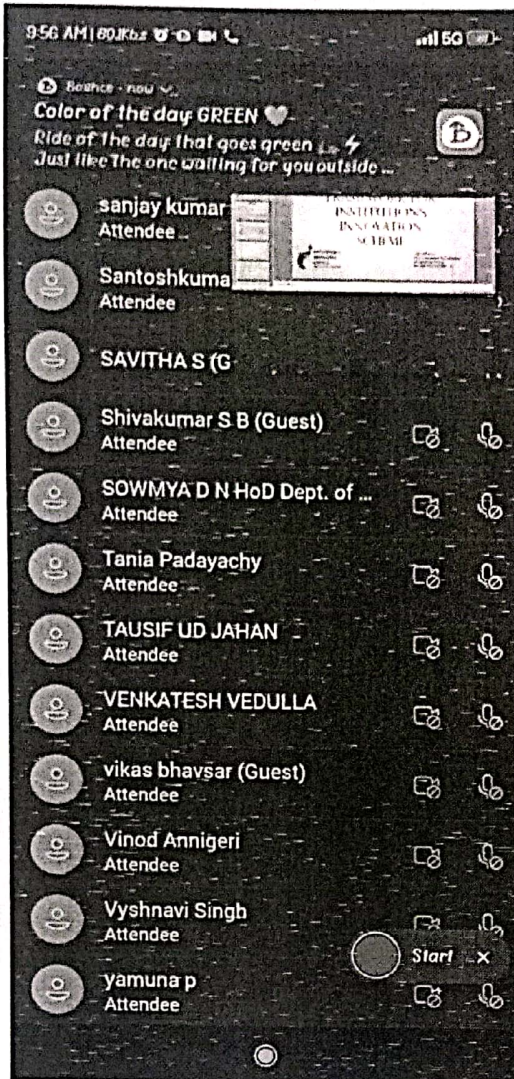 9:56 AM | 60.1Kb.s
5G
Bounce - now
Color of the day: GREEN
Ride of the day that goes green
Just like the one waiting for you outside ...
sanjay kumar
Attendee
INSTITUTIONS
INNOVATION
SCHEME
Santoshkuma
Attendee
SAVITHA S (G
Shivakumar S B (Guest)
Attendee
SOWMYA D N HoD Dept. of ...
Attendee
Tania Padayachy
Attendee
TAUSIF UD JAHAN
Attendee
VENKATESH VEDULLA
Attendee
vikas bhavsar (Guest)
Attendee
Vinod Annigeri
Attendee
Vyshnavi Singh
Attendee
Start
yamuna p
Attendee